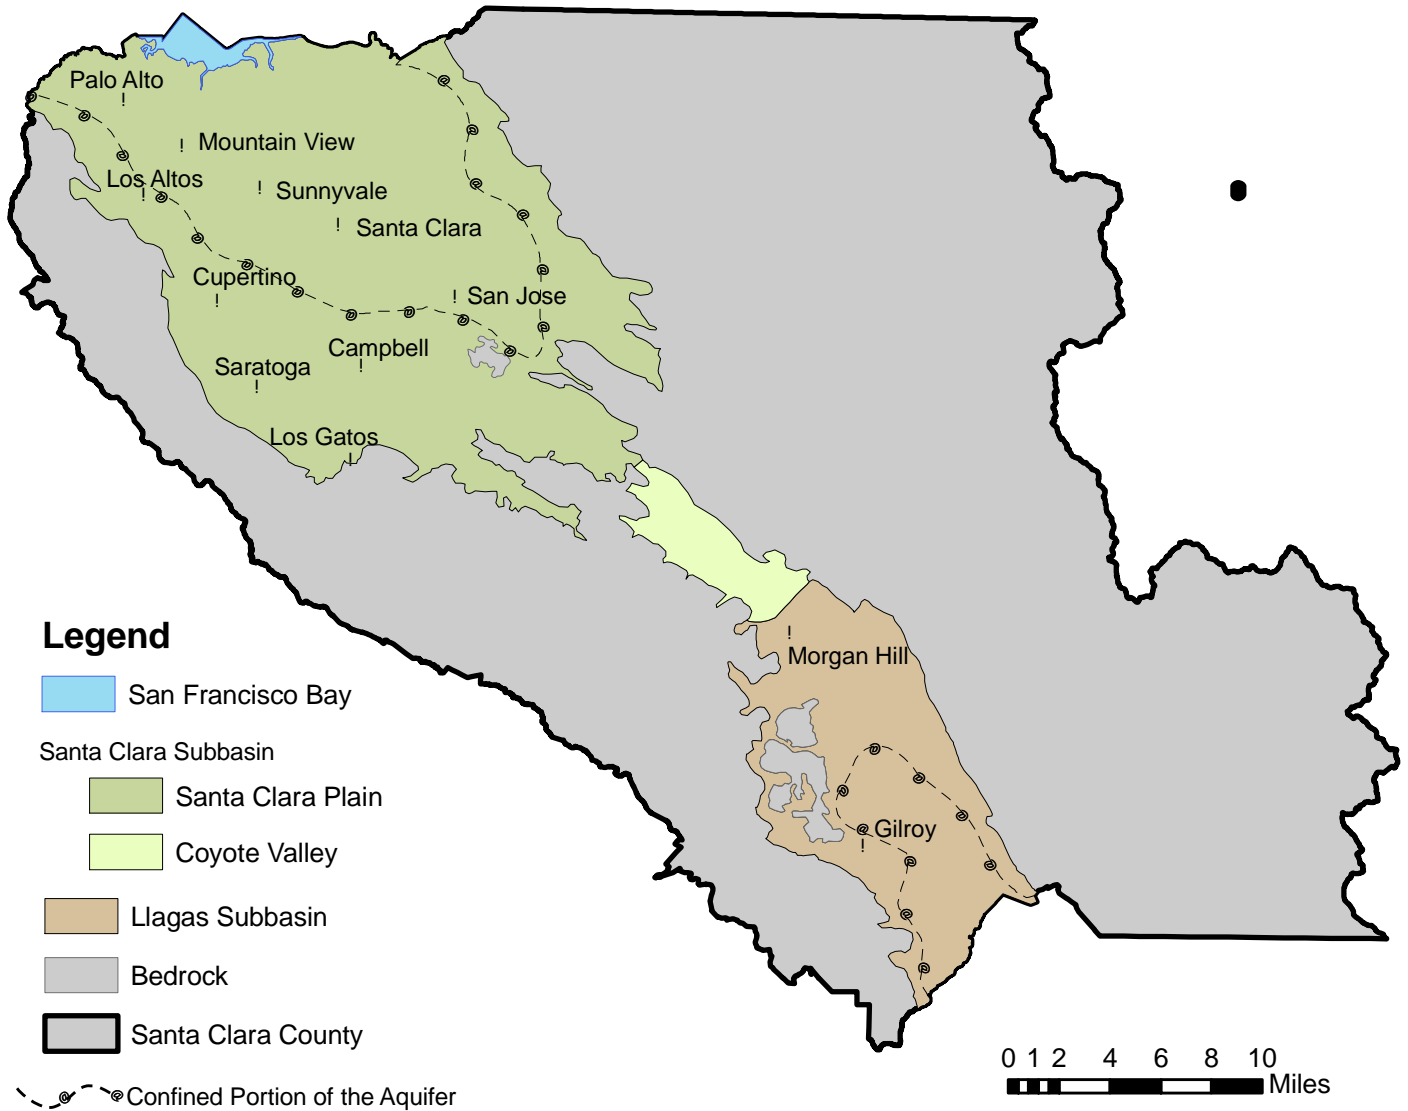 Palo Alto
Mountain View
Los Altos
Sunnyvale
Santa Clara
Cupertino
San Jose
Campbell
Saratoga
Los Gatos
Morgan Hill
Gilroy
Legend
San Francisco Bay
Santa Clara Subbasin
Santa Clara Plain
Coyote Valley
Llagas Subbasin
Bedrock
Santa Clara County
Confined Portion of the Aquifer
0 1 2 4 6 8 10
Miles